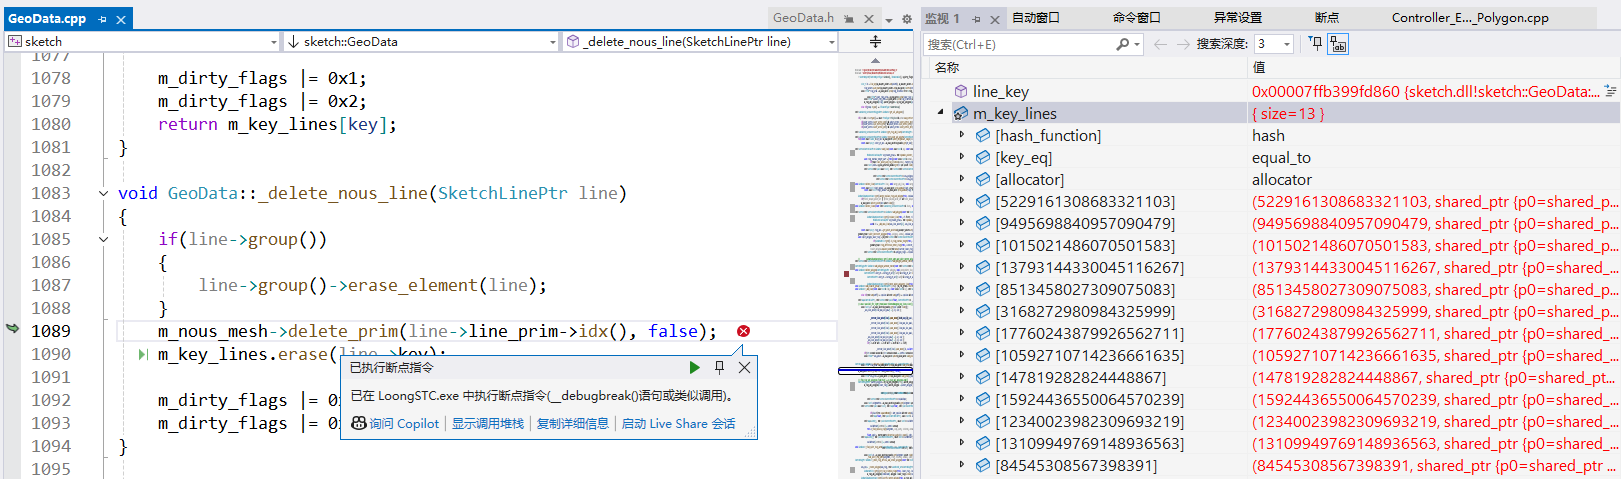 GeoData.cpp
GeoData.h
sketch
sketch::GeoData
_delete_nous_line(SketchLinePtr line)
1077
1078 m_dirty_flags |= 0x1;
1079 m_dirty_flags |= 0x2;
1080 return m_key_lines[key];
1081 }
1082
1083 void GeoData::_delete_nous_line(SketchLinePtr line)
1084 {
1085 if(line->group())
1086 {
1087 line->group()->erase_element(line);
1088 }
1089 m_nous_mesh->delete_prim(line->line_prim->idx(), false);
1090 m_key_lines.erase(line->key);
1091
1092 m_dirty_flags |= 0
1093 m_dirty_flags |= 0
1094 }
1095
已执行断点指令
已在 LoongSTC.exe 中执行断点指令(__debugbreak()语句或类似调用)。
询问 Copilot | 显示调用堆栈 | 复制详细信息 | 启动 Live Share 会话
监视 1
自动窗口
命令窗口
异常设置
断点
Controller_E..._Polygon.cpp
搜索(Ctrl+E)
搜索深度: 3
名称 值
line_key 0x00007ffb399fd860 {sketch.dll!sketch::GeoData:...
m_key_lines { size=13 }
[hash_function] hash
[key_eq] equal_to
[allocator] allocator
[5229161308683321103] (5229161308683321103, shared_ptr {p0=shared_p...
[9495698840957090479] (9495698840957090479, shared_ptr {p0=shared_p...
[1015021486070501583] (1015021486070501583, shared_ptr {p0=shared_p...
[13793144330045116267] (13793144330045116267, shared_ptr {p0=shared_...
[8513458027309075083] (8513458027309075083, shared_ptr {p0=shared_p...
[3168272980984325999] (3168272980984325999, shared_ptr {p0=shared_p...
[17760243879926562711] (17760243879926562711, shared_ptr {p0=shared_...
[10592710714236661635] (10592710714236661635, shared_ptr {p0=shared_...
[147819282824448867] (147819282824448867, shared_ptr {p0=shared_pt...
[15924436550064570239] (15924436550064570239, shared_ptr {p0=shared_...
[12340023982309693219] (12340023982309693219, shared_ptr {p0=shared_...
[13109949769148936563] (13109949769148936563, shared_ptr {p0=shared_...
[84545308567398391] (84545308567398391, shared_ptr {p0=shared_ptr ...